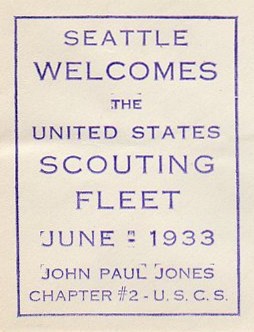 SEATTLE
WELCOMES
THE
UNITED STATES
SCOUTING
FLEET
JUNE - 1933
JOHN PAUL JONES
CHAPTER #2 - U.S.C.S.